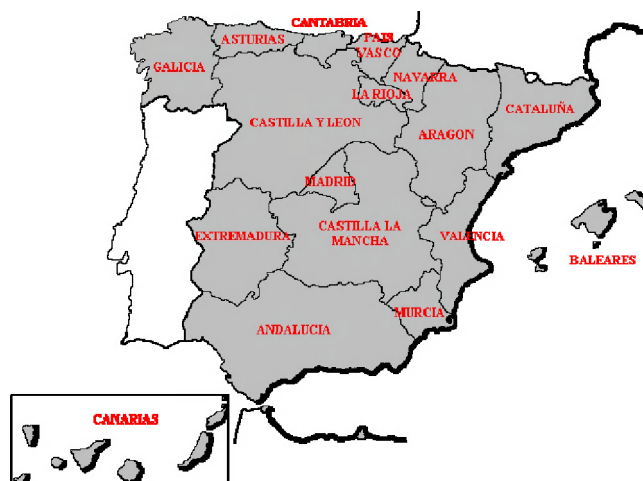 CANTABRIA
ASTURIAS
PAIS
VASCO
GALICIA
NAVARRA
LA RIOJA
CATALUÑA
CASTILLA Y LEON
ARAGON
MADRID
EXTREMADURA
CASTILLA LA
MANCHA
VALENCIA
BALEARES
MURCIA
ANDALUCIA
CANARIAS